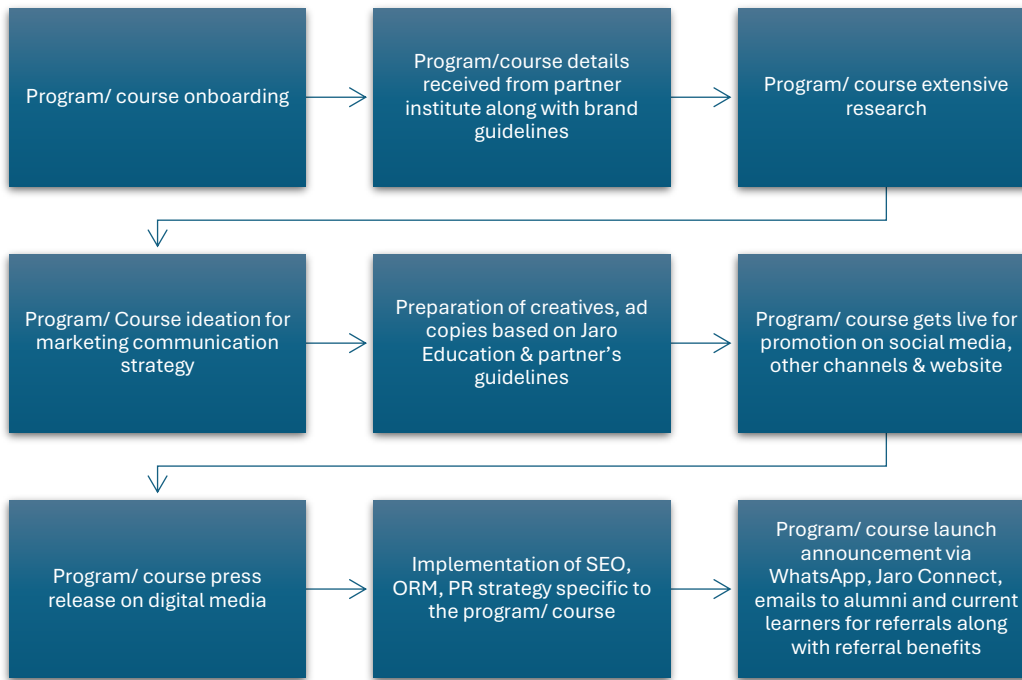 Program/ course onboarding
Program/course details
received from partner
institute along with brand
guidelines
Program/ course extensive
research
Program/ Course ideation for
marketing communication
strategy
Preparation of creatives, ad
copies based on Jaro
Education & partner’s
guidelines
Program/ course gets live for
promotion on social media,
other channels & website
Program/ course press
release on digital media
Implementation of SEO,
ORM, PR strategy specific to
the program/ course
Program/ course launch
announcement via
WhatsApp, Jaro Connect,
emails to alumni and current
learners for referrals along
with referral benefits